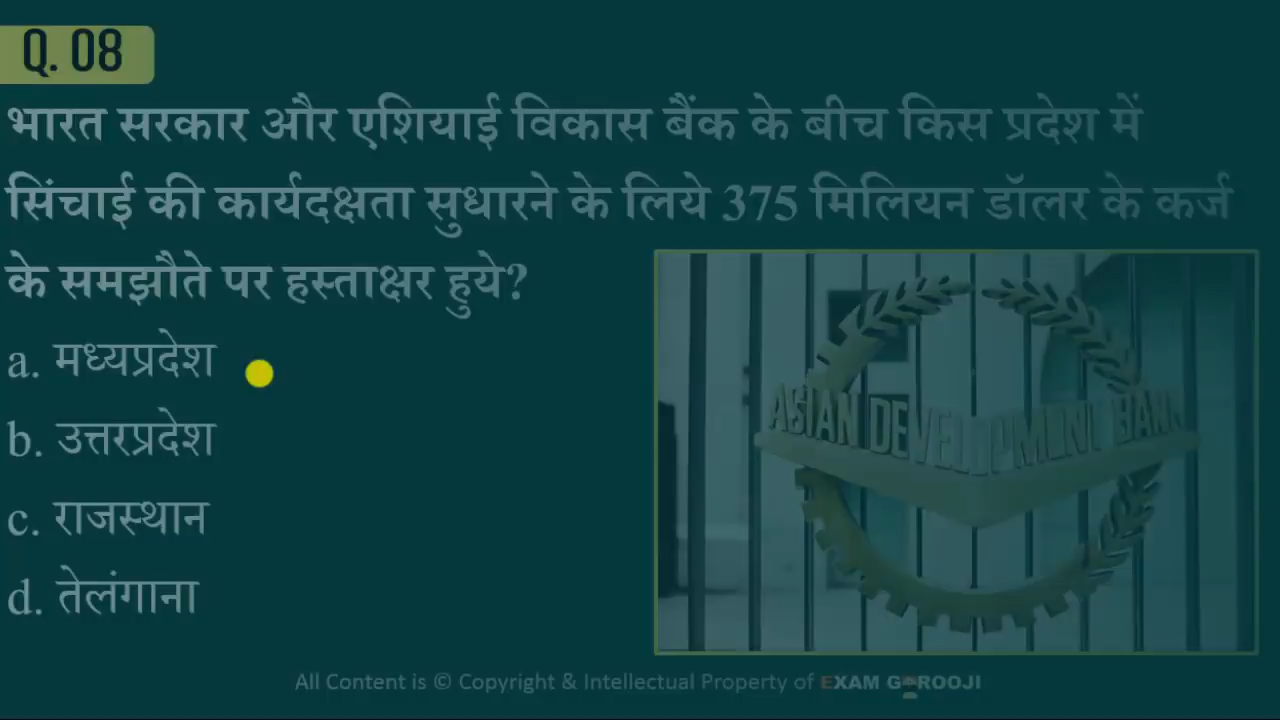 Q. 08
भारत सरकार और एशियाई विकास बैंक के बीच किस प्रदेश में
सिंचाई की कार्यदक्षता सुधारने के लिये 375 मिलियन डॉलर के कर्ज
के समझौते पर हस्ताक्षर हुये?
a. मध्यप्रदेश
b. उत्तरप्रदेश
c. राजस्थान
d. तेलंगाना
ASIAN DEVELOPMENT BANK
All Content is © Copyright & Intellectual Property of EXAM GUROOJI